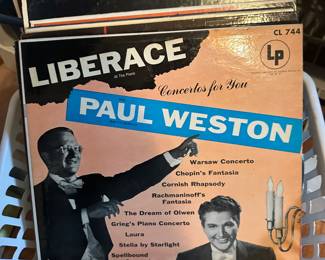 CL 744
LIBERACE
At The Piano
Lp
Concertos for You
PAUL WESTON
Warsaw Concerto
Chopin's Fantasia
Cornish Rhapsody
Rachmaninoff's
Fantasia
The Dream of Olwen
Grieg's Piano Concerto
Laura
Stella by Starlight
Spellbound